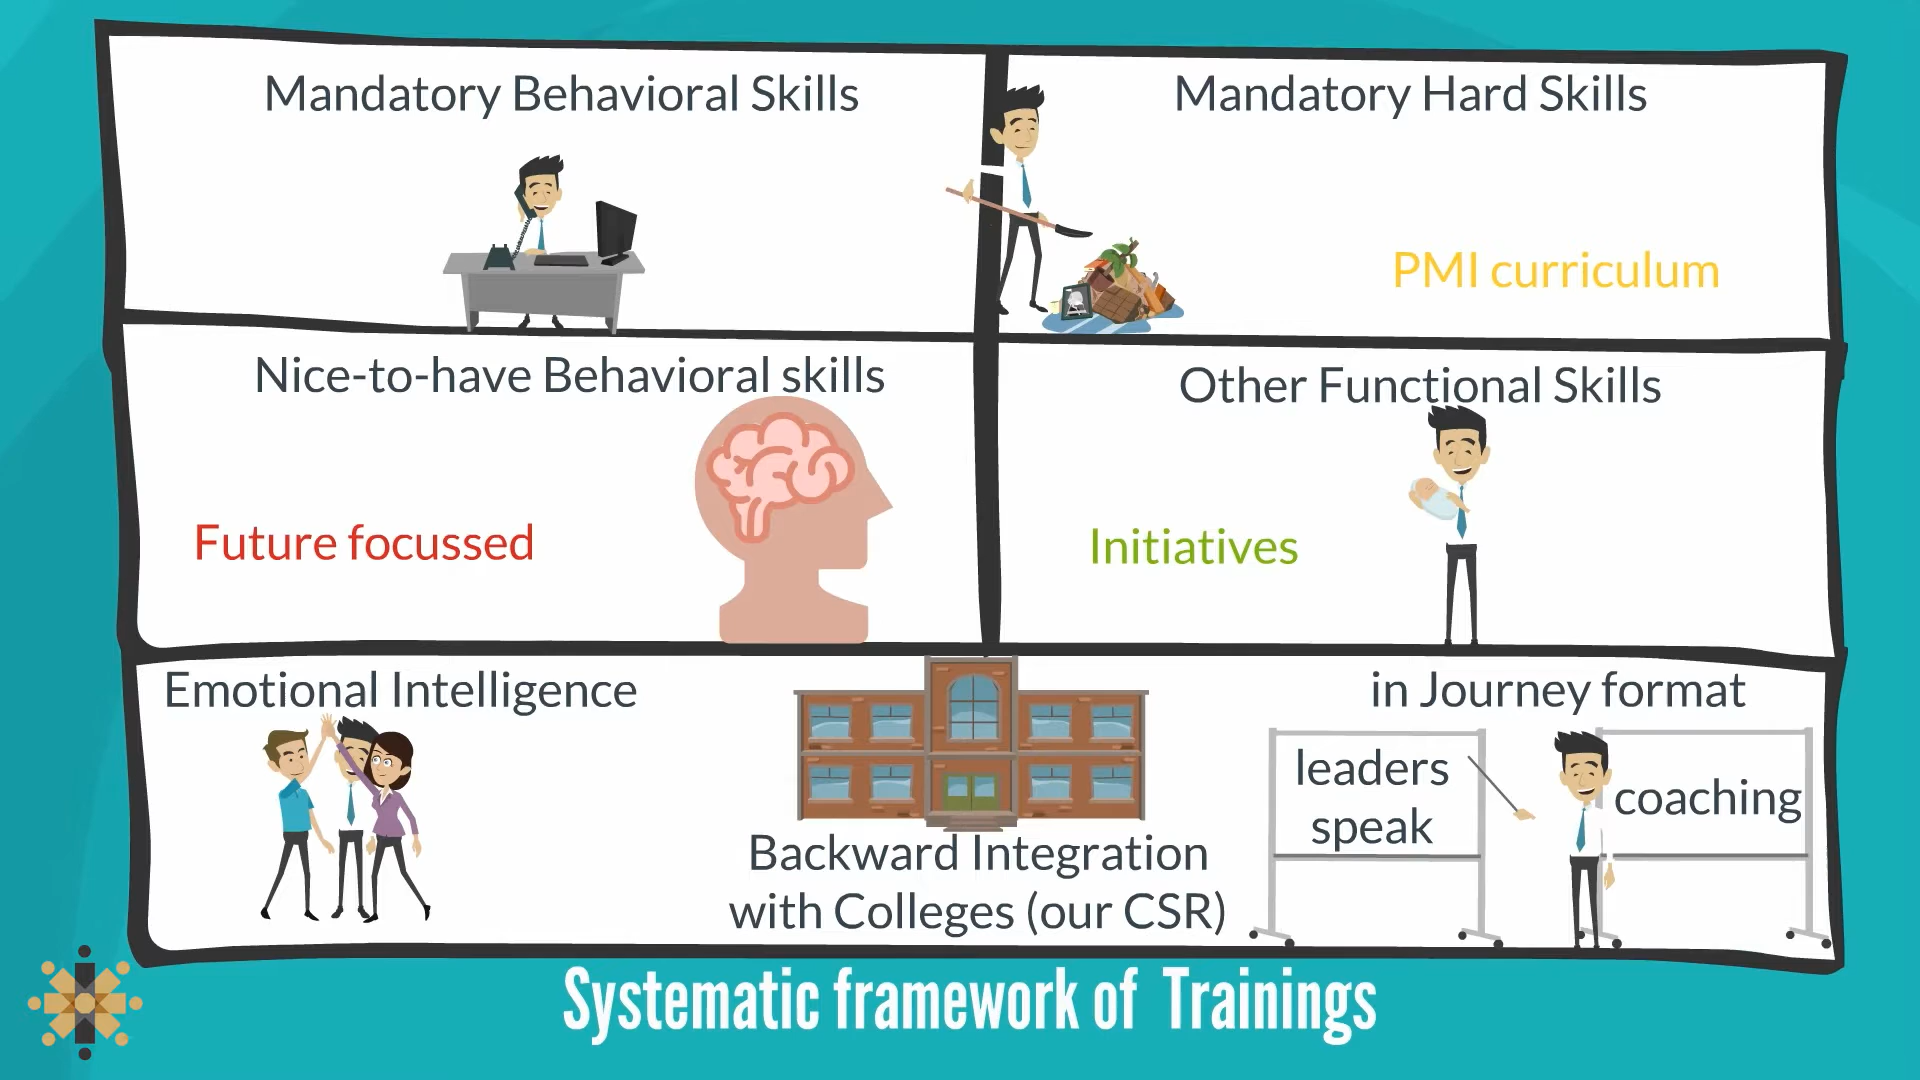 Mandatory Behavioral Skills
Mandatory Hard Skills
PMI curriculum
Nice-to-have Behavioral skills
Future focussed
Other Functional Skills
Initiatives
Emotional Intelligence
Backward Integration
with Colleges (our CSR)
in Journey format
leaders
speak
coaching
Systematic framework of Trainings